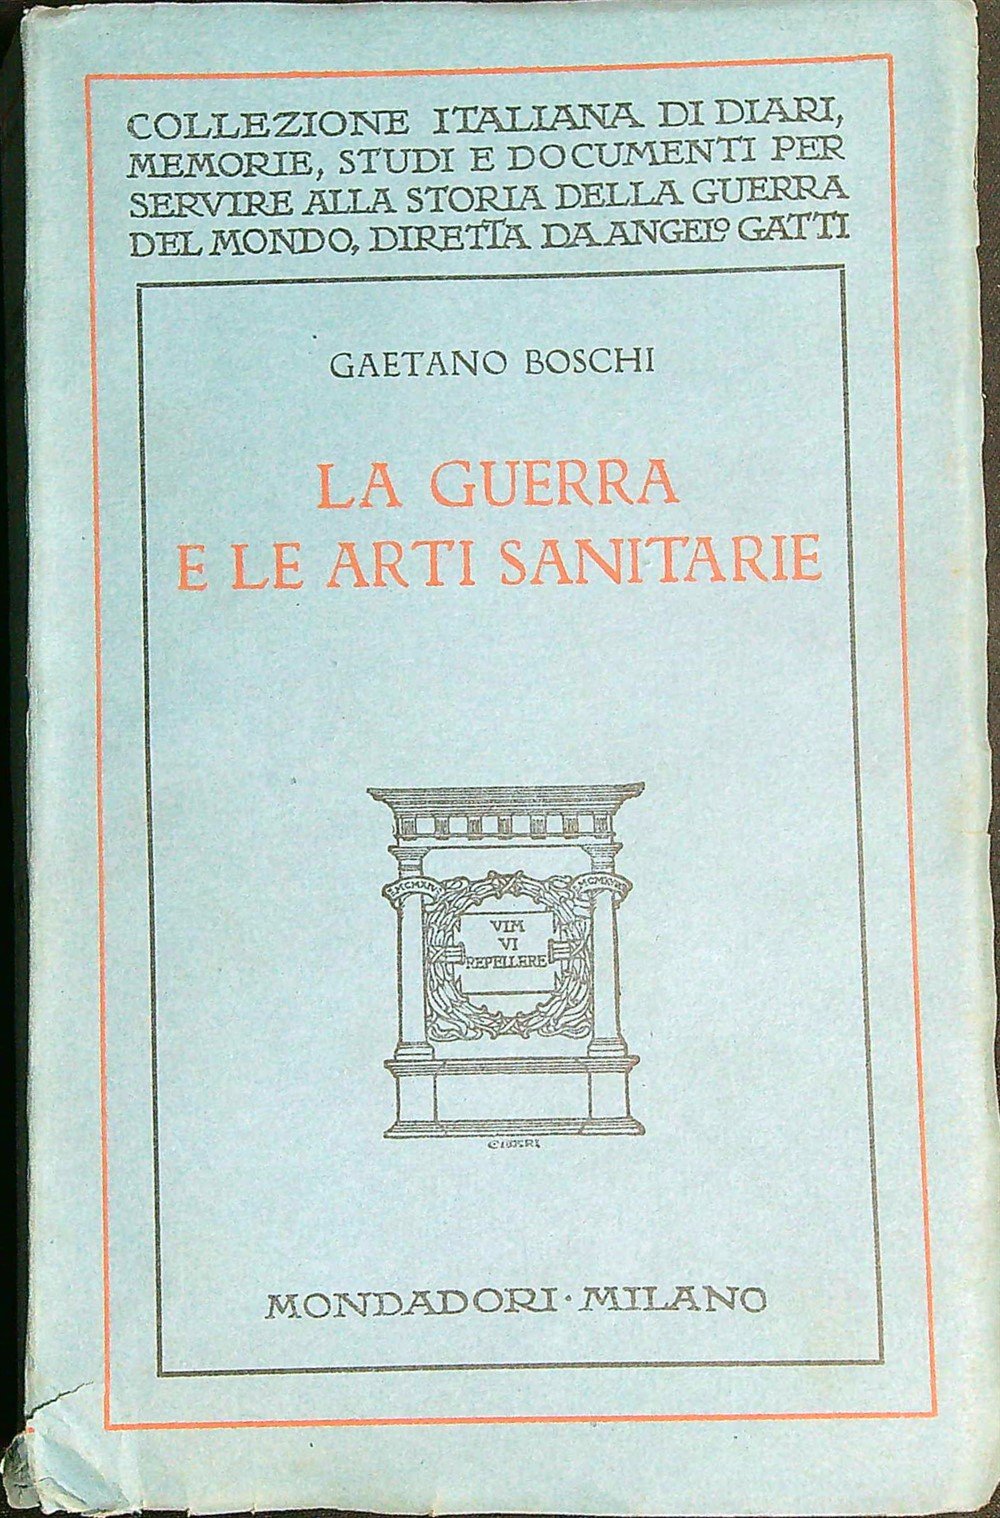 COLLEZIONE ITALIANA DI DIARI,
MEMORIE, STUDI E DOCUMENTI PER
SERVIRE ALLA STORIA DELLA GUERRA
DEL MONDO, DIRETTA DA ANGELO GATTI
GAETANO BOSCHI
LA GUERRA
E LE ARTI SANITARIE
VIM
VI
REPELLERE
MONDADORI · MILANO